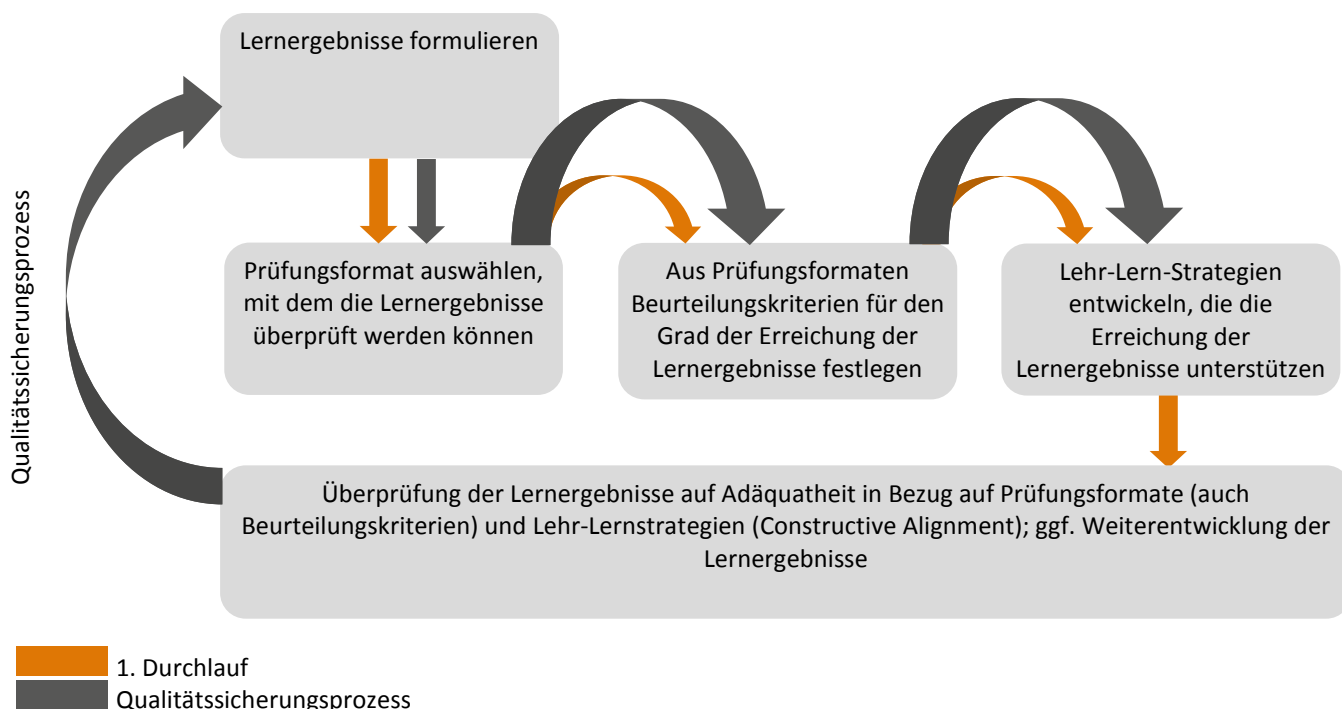 Lernergebnisse formulieren
Qualitätssicherungsprozess
Prüfungsformat auswählen,
mit dem die Lernergebnisse
überprüft werden können
Aus Prüfungsformaten
Beurteilungskriterien für den
Grad der Erreichung der
Lernergebnisse festlegen
Lehr-Lern-Strategien
entwickeln, die die
Erreichung der
Lernergebnisse unterstützen
Überprüfung der Lernergebnisse auf Adäquatheit in Bezug auf Prüfungsformate (auch
Beurteilungskriterien) und Lehr-Lernstrategien (Constructive Alignment); ggf. Weiterentwicklung der
Lernergebnisse
1. Durchlauf
Qualitätssicherungsprozess